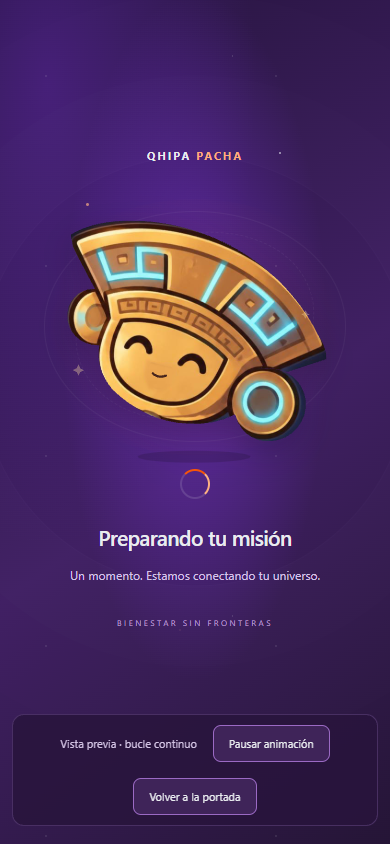 QHIPA PACHA
Preparando tu misión
Un momento. Estamos conectando tu universo.
BIENESTAR SIN FRONTERAS
Vista previa · bucle continuo
Pausar animación
Volver a la portada